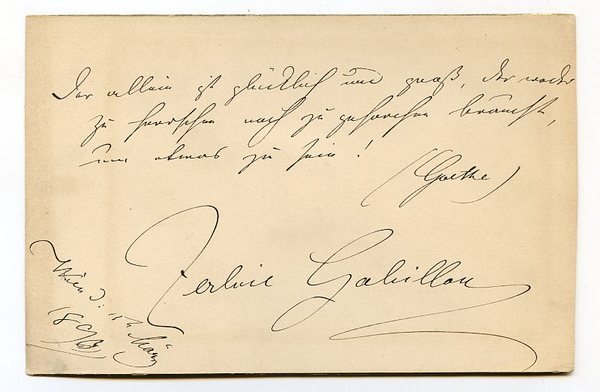 Der allein ist glücklich und groß, der weder
zu herrschen noch zu gehorchen braucht,
um etwas zu sein!
(Goethe)
Zerline Gabillon
Wien d: März